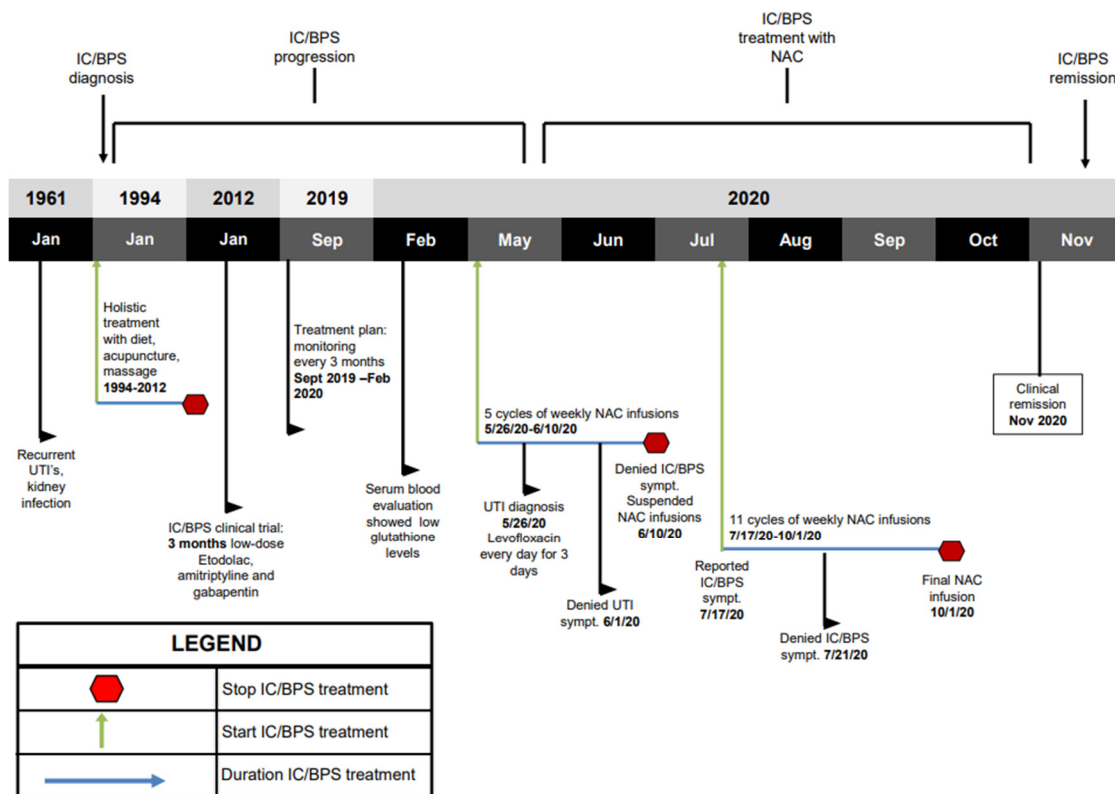 IC/BPS
diagnosis
IC/BPS
progression
IC/BPS
treatment with
NAC
IC/BPS
remission
1961
1994
2012
2019
2020
Jan
Jan
Jan
Sep
Feb
May
Jun
Jul
Aug
Sep
Oct
Nov
Recurrent
UTI's,
kidney
infection
Holistic
treatment
with diet,
acupuncture,
massage
1994-2012
IC/BPS clinical trial:
3 months low-dose
Etodolac,
amitriptyline and
gabapentin
Treatment plan:
monitoring
every 3 months
Sept 2019 –Feb
2020
Serum blood
evaluation
showed low
glutathione
levels
5 cycles of weekly NAC infusions
5/26/20-6/10/20
UTI diagnosis
5/26/20
Levofloxacin
every day for 3
days
Denied UTI
sympt. 6/1/20
Denied IC/BPS
sympt.
Suspended
NAC infusions
6/10/20
Reported
IC/BPS
sympt.
7/17/20
11 cycles of weekly NAC infusions
7/17/20-10/1/20
Denied IC/BPS
sympt. 7/21/20
Final NAC
infusion
10/1/20
Clinical
remission
Nov 2020
LEGEND
Stop IC/BPS treatment
Start IC/BPS treatment
Duration IC/BPS treatment